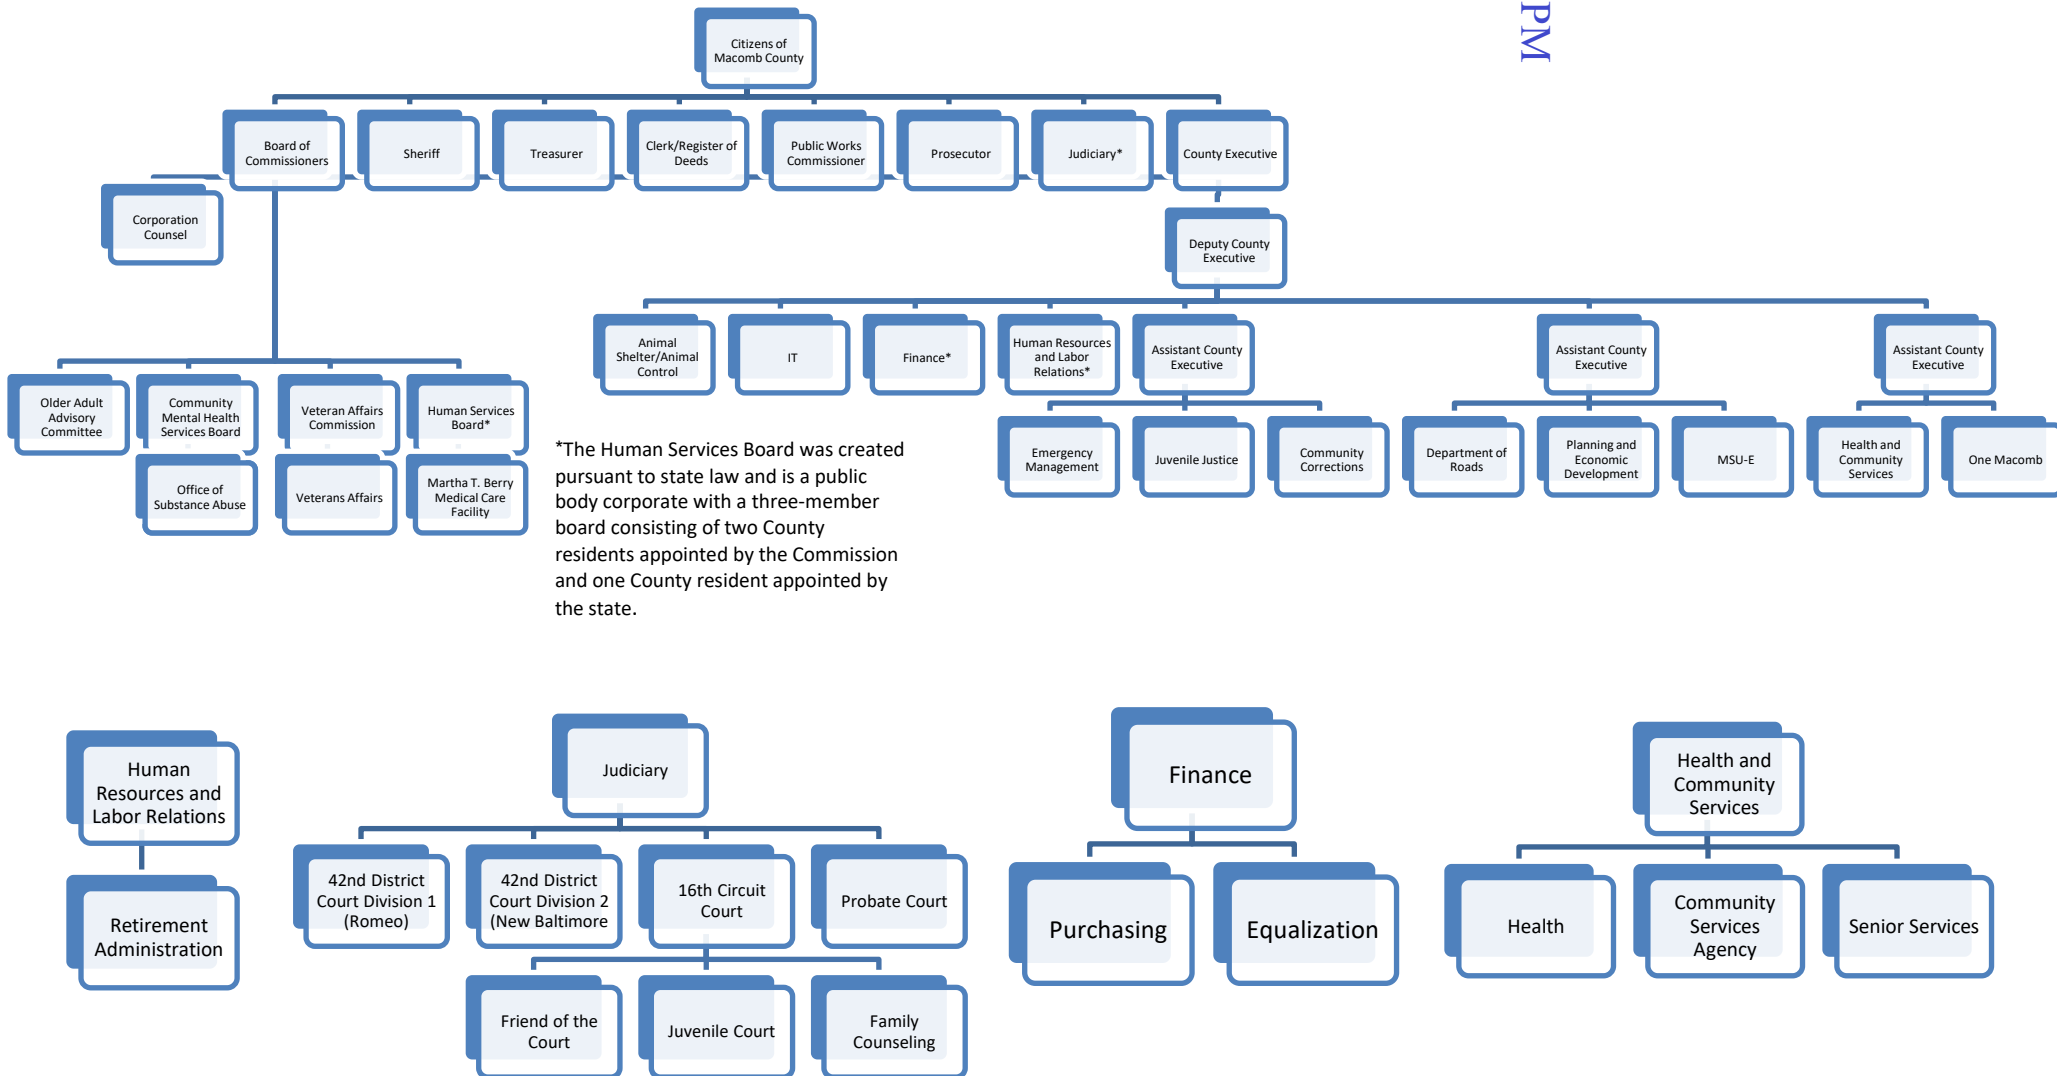 PM
Citizens of
Macomb County
Board of
Commissioners
Sheriff
Treasurer
Clerk/Register of
Deeds
Public Works
Commissioner
Prosecutor
Judiciary*
County Executive
Corporation
Counsel
Deputy County
Executive
Animal
Shelter/Animal
Control
IT
Finance*
Human Resources
and Labor
Relations*
Assistant County
Executive
Assistant County
Executive
Assistant County
Executive
Older Adult
Advisory
Committee
Community
Mental Health
Services Board
Veteran Affairs
Commission
Human Services
Board*
Emergency
Management
Juvenile Justice
Community
Corrections
Department of
Roads
Planning and
Economic
Development
MSU-E
Health and
Community
Services
One Macomb
Office of
Substance Abuse
Veterans Affairs
Martha T. Berry
Medical Care
Facility
*The Human Services Board was created
pursuant to state law and is a public
body corporate with a three-member
board consisting of two County
residents appointed by the Commission
and one County resident appointed by
the state.
Human
Resources and
Labor Relations
Retirement
Administration
Judiciary
42nd District
Court Division 1
(Romeo)
42nd District
Court Division 2
(New Baltimore
16th Circuit
Court
Probate Court
Friend of the
Court
Juvenile Court
Family
Counseling
Finance
Purchasing
Equalization
Health and
Community
Services
Health
Community
Services
Agency
Senior Services